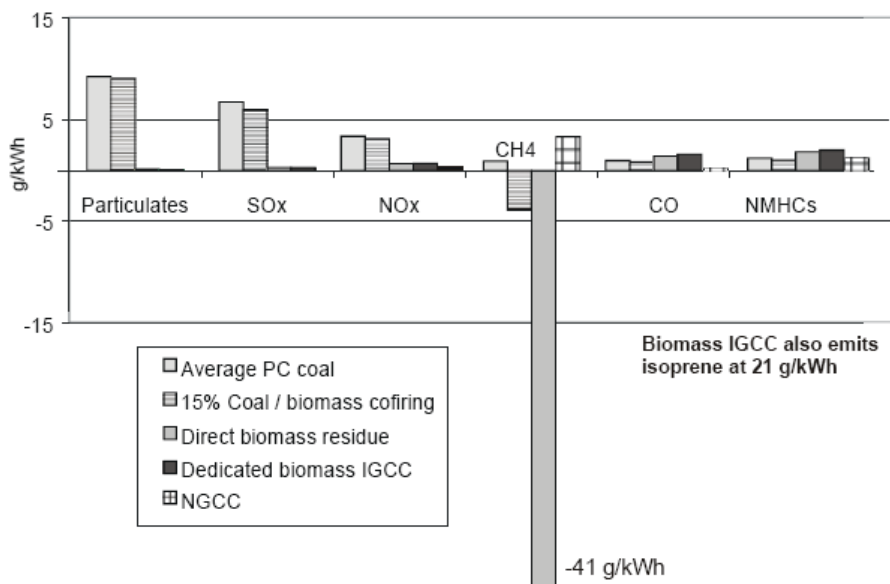 15
5
-5
-15
g/kWh
Particulates
SOx
NOx
CH4
CO
NMHCs
Biomass IGCC also emits
isoprene at 21 g/kWh
Average PC coal
15% Coal / biomass cofiring
Direct biomass residue
Dedicated biomass IGCC
NGCC
-41 g/kWh